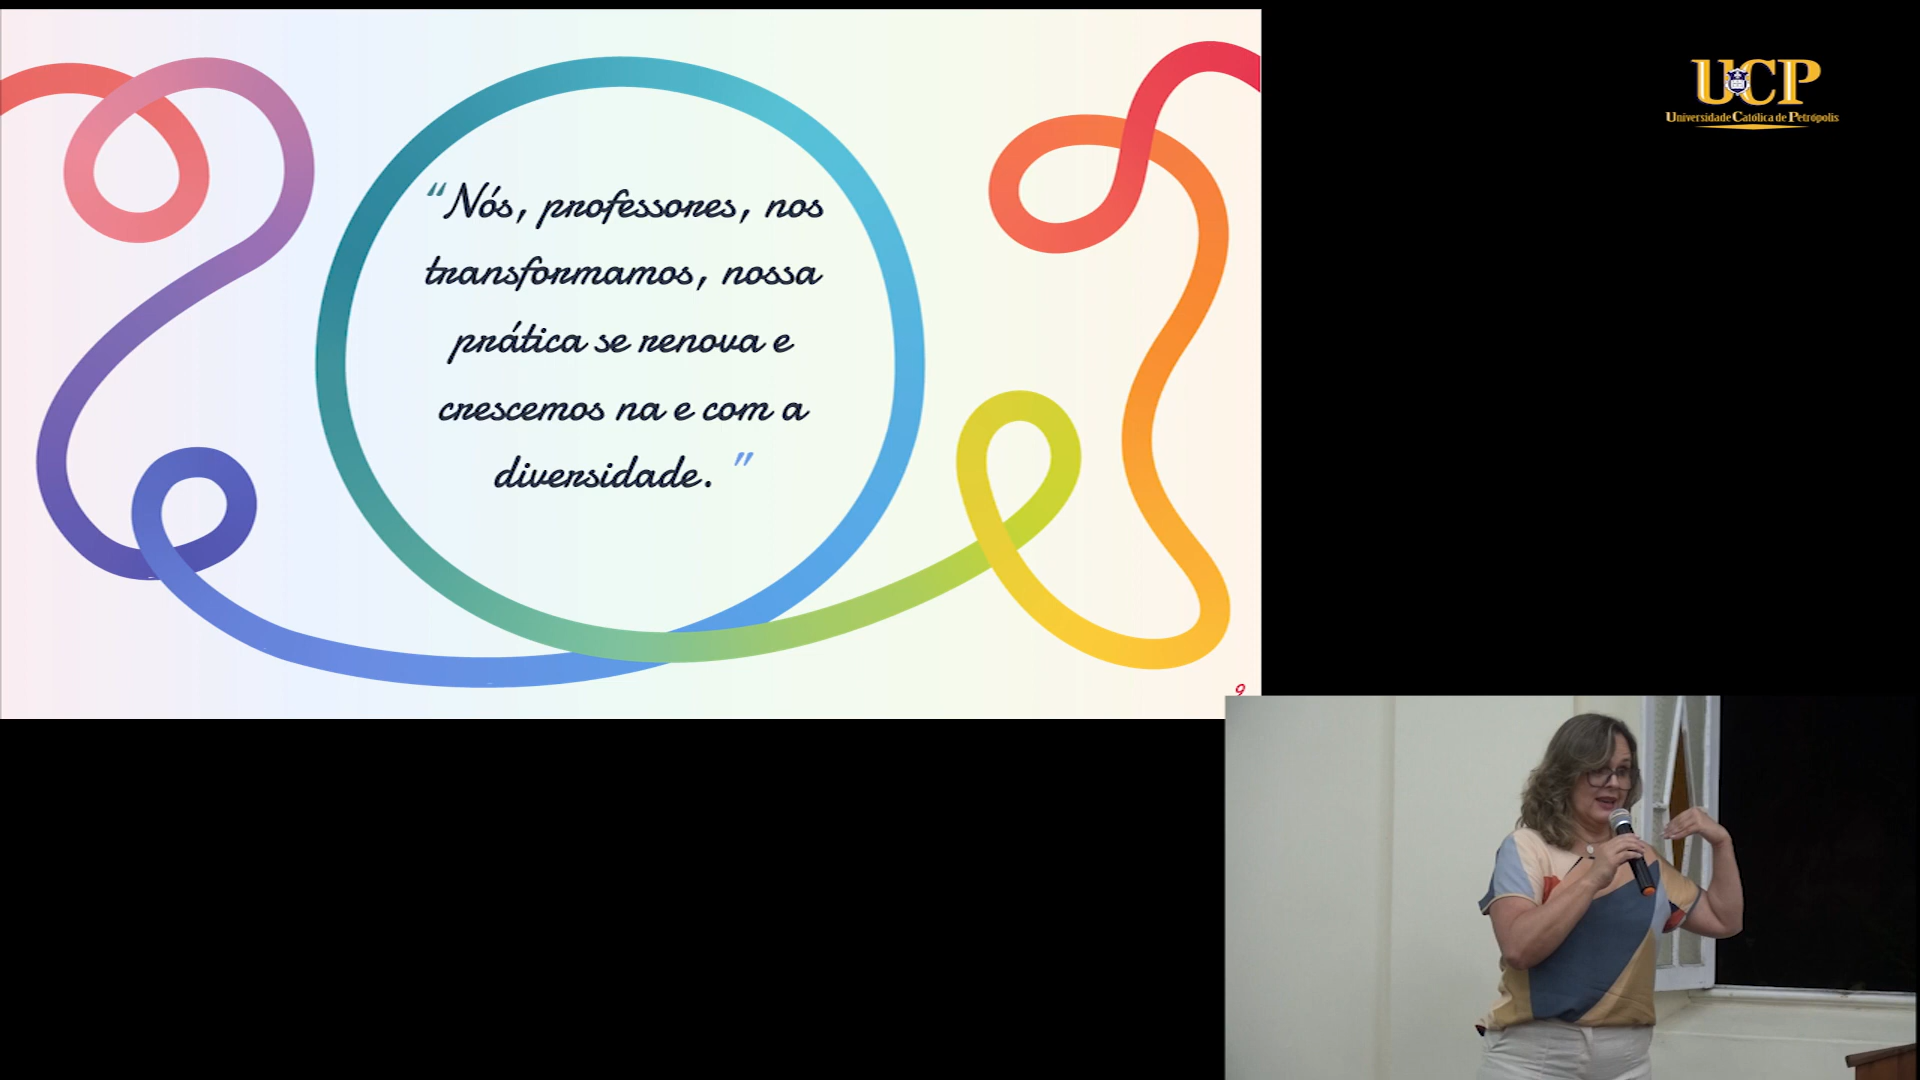 “Nós, professores, nos
transformamos, nossa
prática se renova e
crescemos na e com a
diversidade. ”
9
UCP
Universidade Católica de Petrópolis